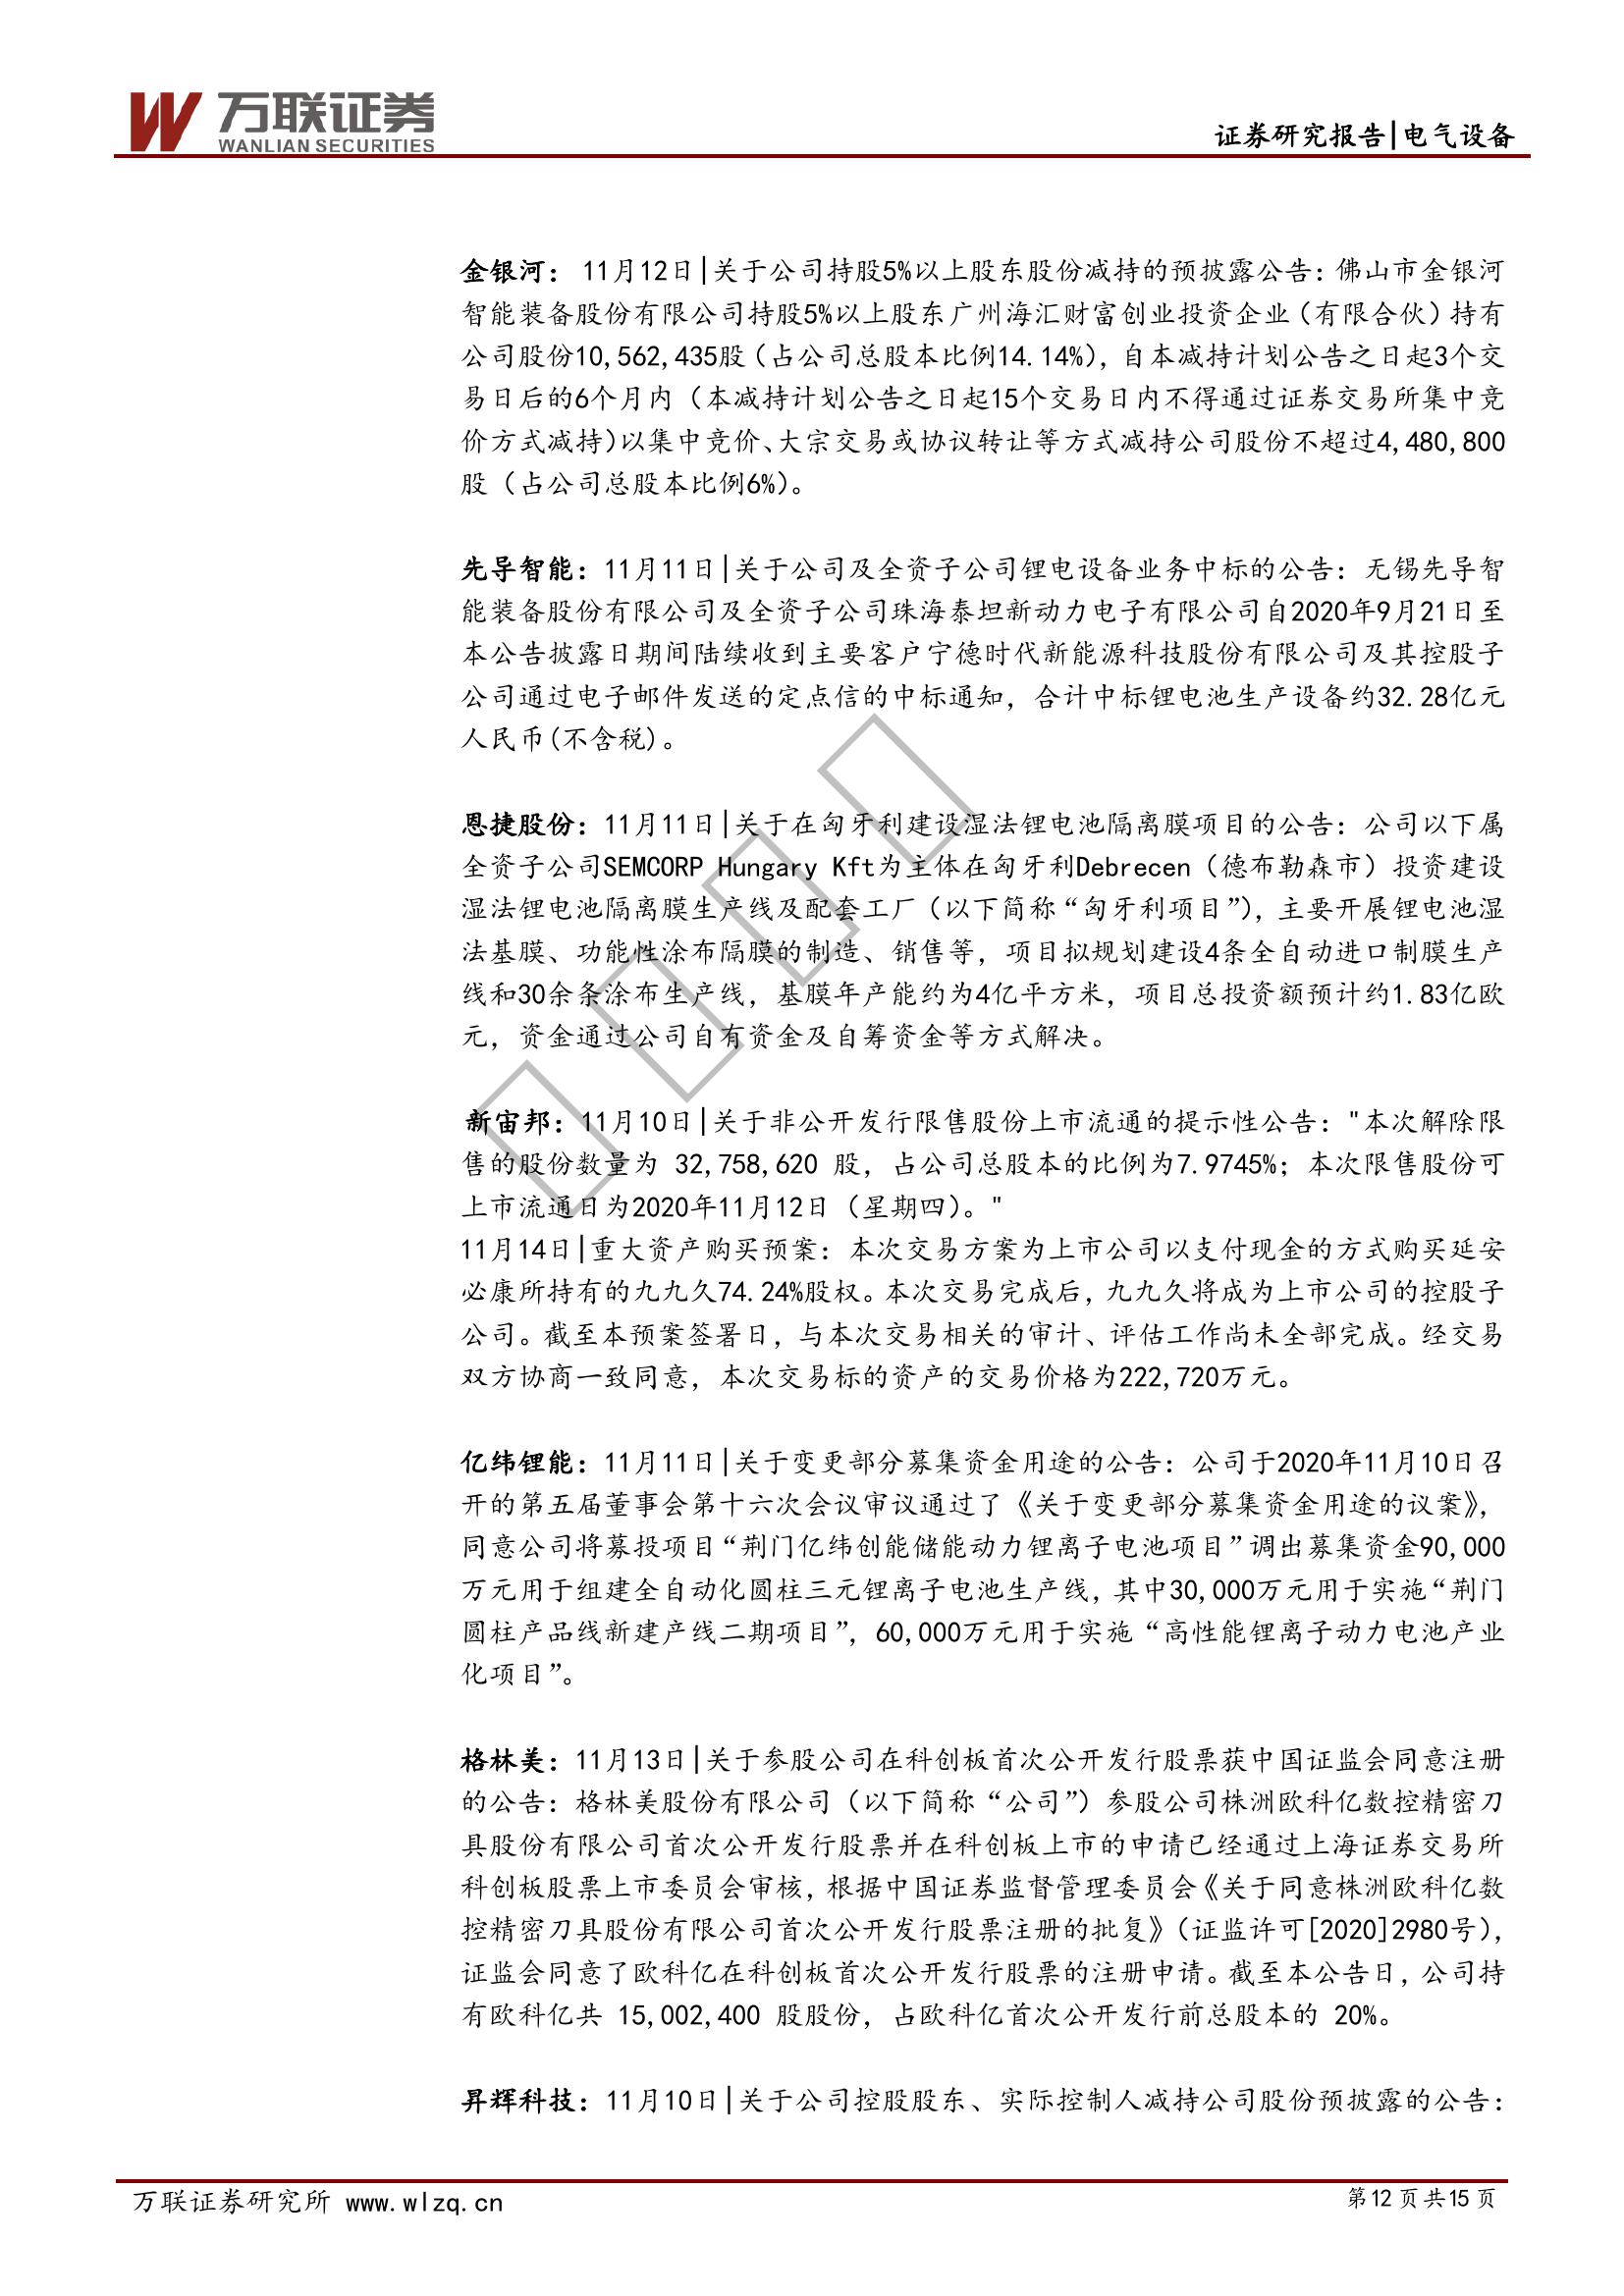 万联证券
WANLIAN SECURITIES
证券研究报告|电气设备
金银河： 11月12日|关于公司持股5%以上股东股份减持的预披露公告：佛山市金银河
智能装备股份有限公司持股5%以上股东广州海汇财富创业投资企业（有限合伙）持有
公司股份10,562,435股（占公司总股本比例14.14%），自本减持计划公告之日起3个交
易日后的6个月内（本减持计划公告之日起15个交易日内不得通过证券交易所集中竞
价方式减持)以集中竞价、大宗交易或协议转让等方式减持公司股份不超过4,480,800
股（占公司总股本比例6%）。
先导智能：11月11日|关于公司及全资子公司锂电设备业务中标的公告：无锡先导智
能装备股份有限公司及全资子公司珠海泰坦新动力电子有限公司自2020年9月21日至
本公告披露日期间陆续收到主要客户宁德时代新能源科技股份有限公司及其控股子
公司通过电子邮件发送的定点信的中标通知，合计中标锂电池生产设备约32.28亿元
人民币(不含税)。
恩捷股份：11月11日|关于在匈牙利建设湿法锂电池隔离膜项目的公告：公司以下属
全资子公司SEMCORP Hungary Kft为主体在匈牙利Debrecen（德布勒森市）投资建设
湿法锂电池隔离膜生产线及配套工厂（以下简称“匈牙利项目”），主要开展锂电池湿
法基膜、功能性涂布隔膜的制造、销售等，项目拟规划建设4条全自动进口制膜生产
线和30余条涂布生产线，基膜年产能约为4亿平方米，项目总投资额预计约1.83亿欧
元，资金通过公司自有资金及自筹资金等方式解决。
新宙邦：11月10日|关于非公开发行限售股份上市流通的提示性公告："本次解除限
售的股份数量为 32,758,620 股，占公司总股本的比例为7.9745%；本次限售股份可
上市流通日为2020年11月12日（星期四）。"
11月14日|重大资产购买预案：本次交易方案为上市公司以支付现金的方式购买延安
必康所持有的九九久74.24%股权。本次交易完成后，九九久将成为上市公司的控股子
公司。截至本预案签署日，与本次交易相关的审计、评估工作尚未全部完成。经交易
双方协商一致同意，本次交易标的资产的交易价格为222,720万元。
亿纬锂能：11月11日|关于变更部分募集资金用途的公告：公司于2020年11月10日召
开的第五届董事会第十六次会议审议通过了《关于变更部分募集资金用途的议案》，
同意公司将募投项目“荆门亿纬创能储能动力锂离子电池项目”调出募集资金90,000
万元用于组建全自动化圆柱三元锂离子电池生产线，其中30,000万元用于实施“荆门
圆柱产品线新建产线二期项目”，60,000万元用于实施“高性能锂离子动力电池产业
化项目”。
格林美：11月13日|关于参股公司在科创板首次公开发行股票获中国证监会同意注册
的公告：格林美股份有限公司（以下简称“公司”）参股公司株洲欧科亿数控精密刀
具股份有限公司首次公开发行股票并在科创板上市的申请已经通过上海证券交易所
科创板股票上市委员会审核，根据中国证券监督管理委员会《关于同意株洲欧科亿数
控精密刀具股份有限公司首次公开发行股票注册的批复》（证监许可[2020]2980号），
证监会同意了欧科亿在科创板首次公开发行股票的注册申请。截至本公告日，公司持
有欧科亿共 15,002,400 股股份，占欧科亿首次公开发行前总股本的 20%。
昇辉科技：11月10日|关于公司控股股东、实际控制人减持公司股份预披露的公告：
万联证券研究所 www.wlzq.cn
第12页共15页